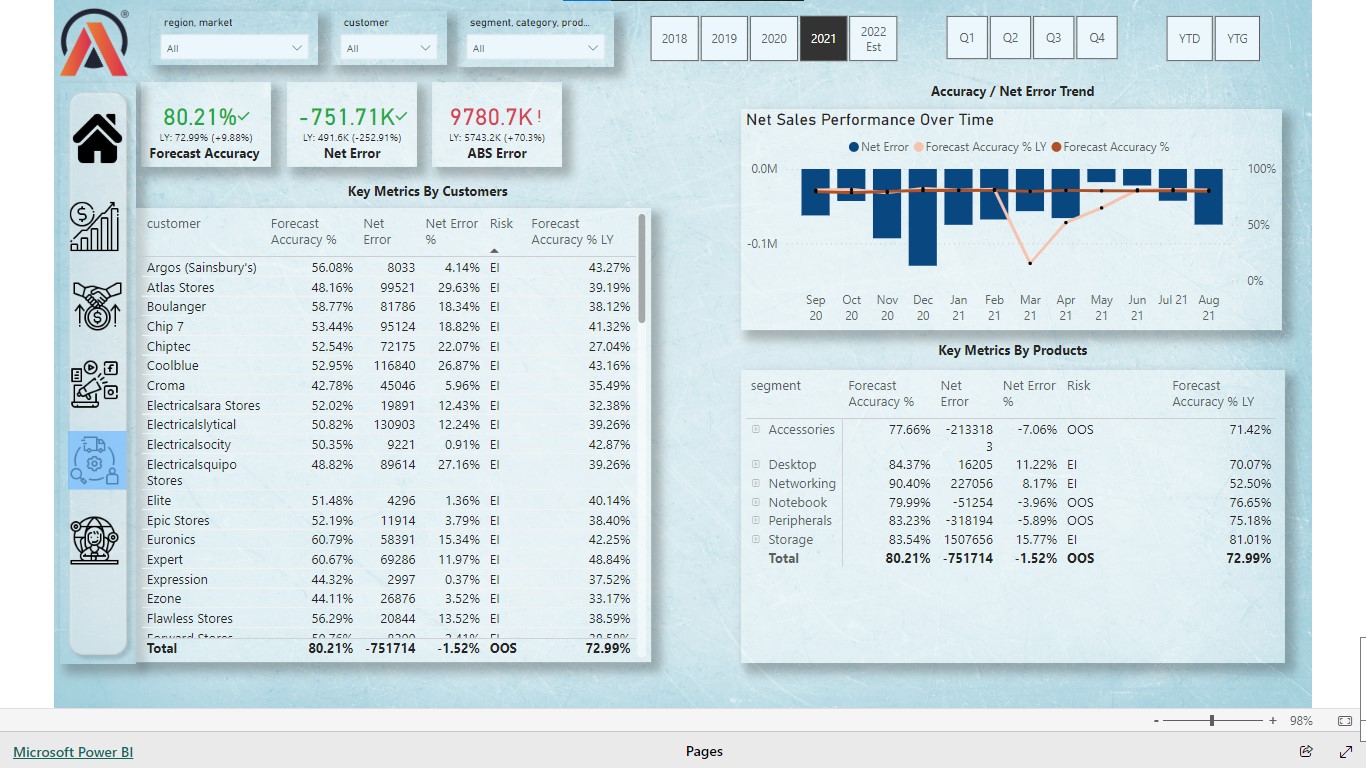 region, market
customer
segment, category, prod...
All
All
All
2018
2019
2020
2021
2022
Est
Q1
Q2
Q3
Q4
YTD
YTG
®
80.21%
LY: 72.99% (+9.88%)
Forecast Accuracy
-751.71K
LY: 491.6K (-252.91%)
Net Error
9780.7K!
LY: 5743.2K (+70.3%)
ABS Error
Key Metrics By Customers
customer Forecast Accuracy % Net Error Net Error % Risk Forecast Accuracy % LY
Argos (Sainsbury's) 56.08% 8033 4.14% EI 43.27%
Atlas Stores 48.16% 99521 29.63% EI 39.19%
Boulanger 58.77% 81786 18.34% EI 38.12%
Chip 7 53.44% 95124 18.82% EI 41.32%
Chiptec 52.54% 72175 22.07% EI 27.04%
Coolblue 52.95% 116840 26.87% EI 43.16%
Croma 42.78% 45046 5.96% EI 35.49%
Electricalsara Stores 52.02% 19891 12.43% EI 32.38%
Electricalslytical 50.82% 130903 12.24% EI 39.26%
Electricalsocity 50.35% 9221 0.91% EI 42.87%
Electricalsquipo Stores 48.82% 89614 27.16% EI 39.26%
Elite 51.48% 4296 1.36% EI 40.14%
Epic Stores 52.19% 11914 3.79% EI 38.40%
Euronics 60.79% 58391 15.34% EI 42.25%
Expert 60.67% 69286 11.97% EI 48.84%
Expression 44.32% 2997 0.37% EI 37.52%
Ezone 44.11% 26876 3.52% EI 33.17%
Flawless Stores 56.29% 20844 13.52% EI 38.59%
Total 80.21% -751714 -1.52% OOS 72.99%
Accuracy / Net Error Trend
Net Sales Performance Over Time
Net Error Forecast Accuracy % LY Forecast Accuracy %
0.0M
-0.1M
100%
50%
0%
Sep 20 Oct 20 Nov 20 Dec 20 Jan 21 Feb 21 Mar 21 Apr 21 May 21 Jun 21 Jul 21 Aug 21
Key Metrics By Products
segment Forecast Accuracy % Net Error Net Error % Risk Forecast Accuracy % LY
Accessories 77.66% -2133183 -7.06% OOS 71.42%
Desktop 84.37% 16205 11.22% EI 70.07%
Networking 90.40% 227056 8.17% EI 52.50%
Notebook 79.99% -51254 -3.96% OOS 76.65%
Peripherals 83.23% -318194 -5.89% OOS 75.18%
Storage 83.54% 1507656 15.77% EI 81.01%
Total 80.21% -751714 -1.52% OOS 72.99%
- + 98%
Microsoft Power BI
Pages